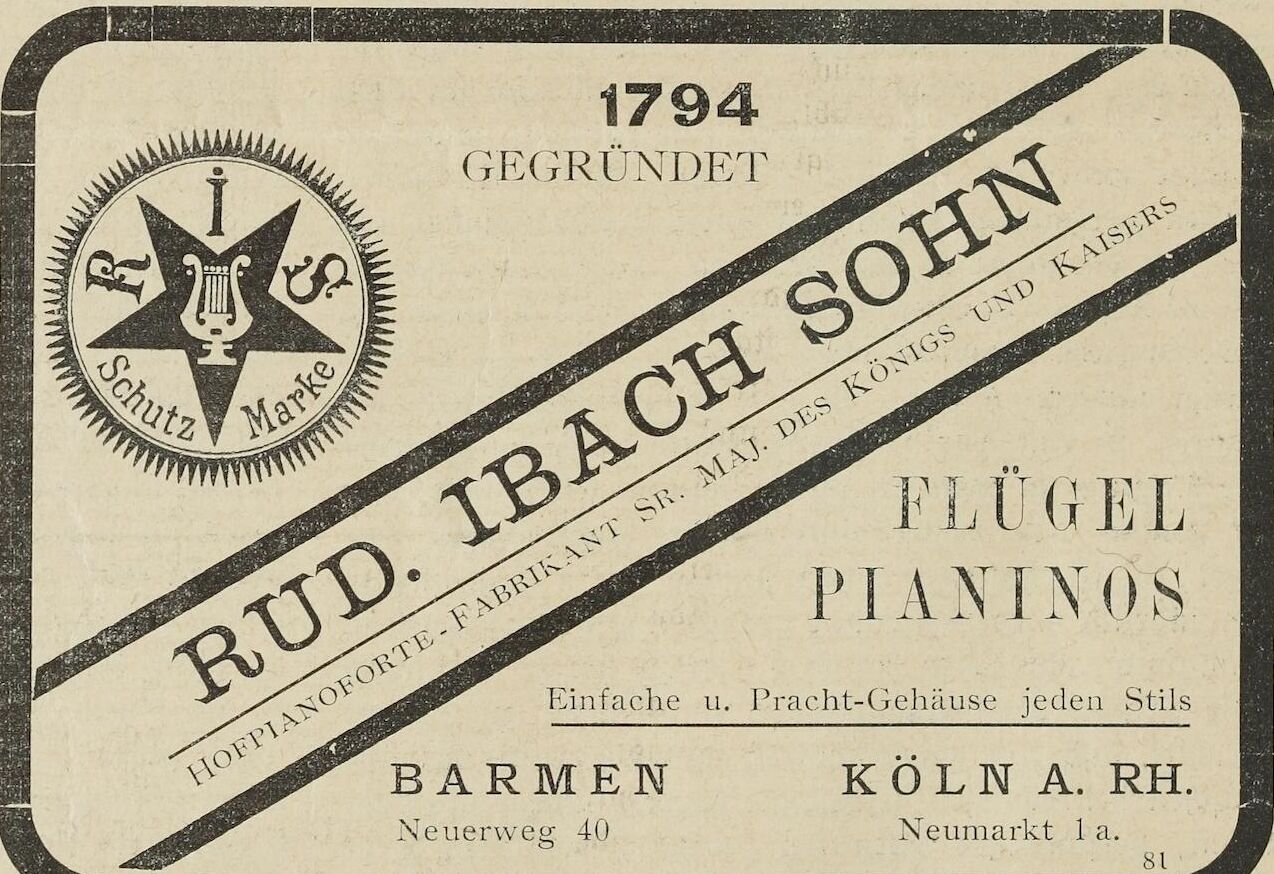 1794
GEGRÜNDET
R I S
Schutz Marke
RUD. IBACH SOHN
HOFPIANOFORTE-FABRIKANT SR. MAJ. DES KÖNIGS UND KAISERS
FLÜGEL
PIANINOS
Einfache u. Pracht-Gehäuse jeden Stils
BARMEN
Neuerweg 40
KÖLN A. RH.
Neumarkt 1a.
81